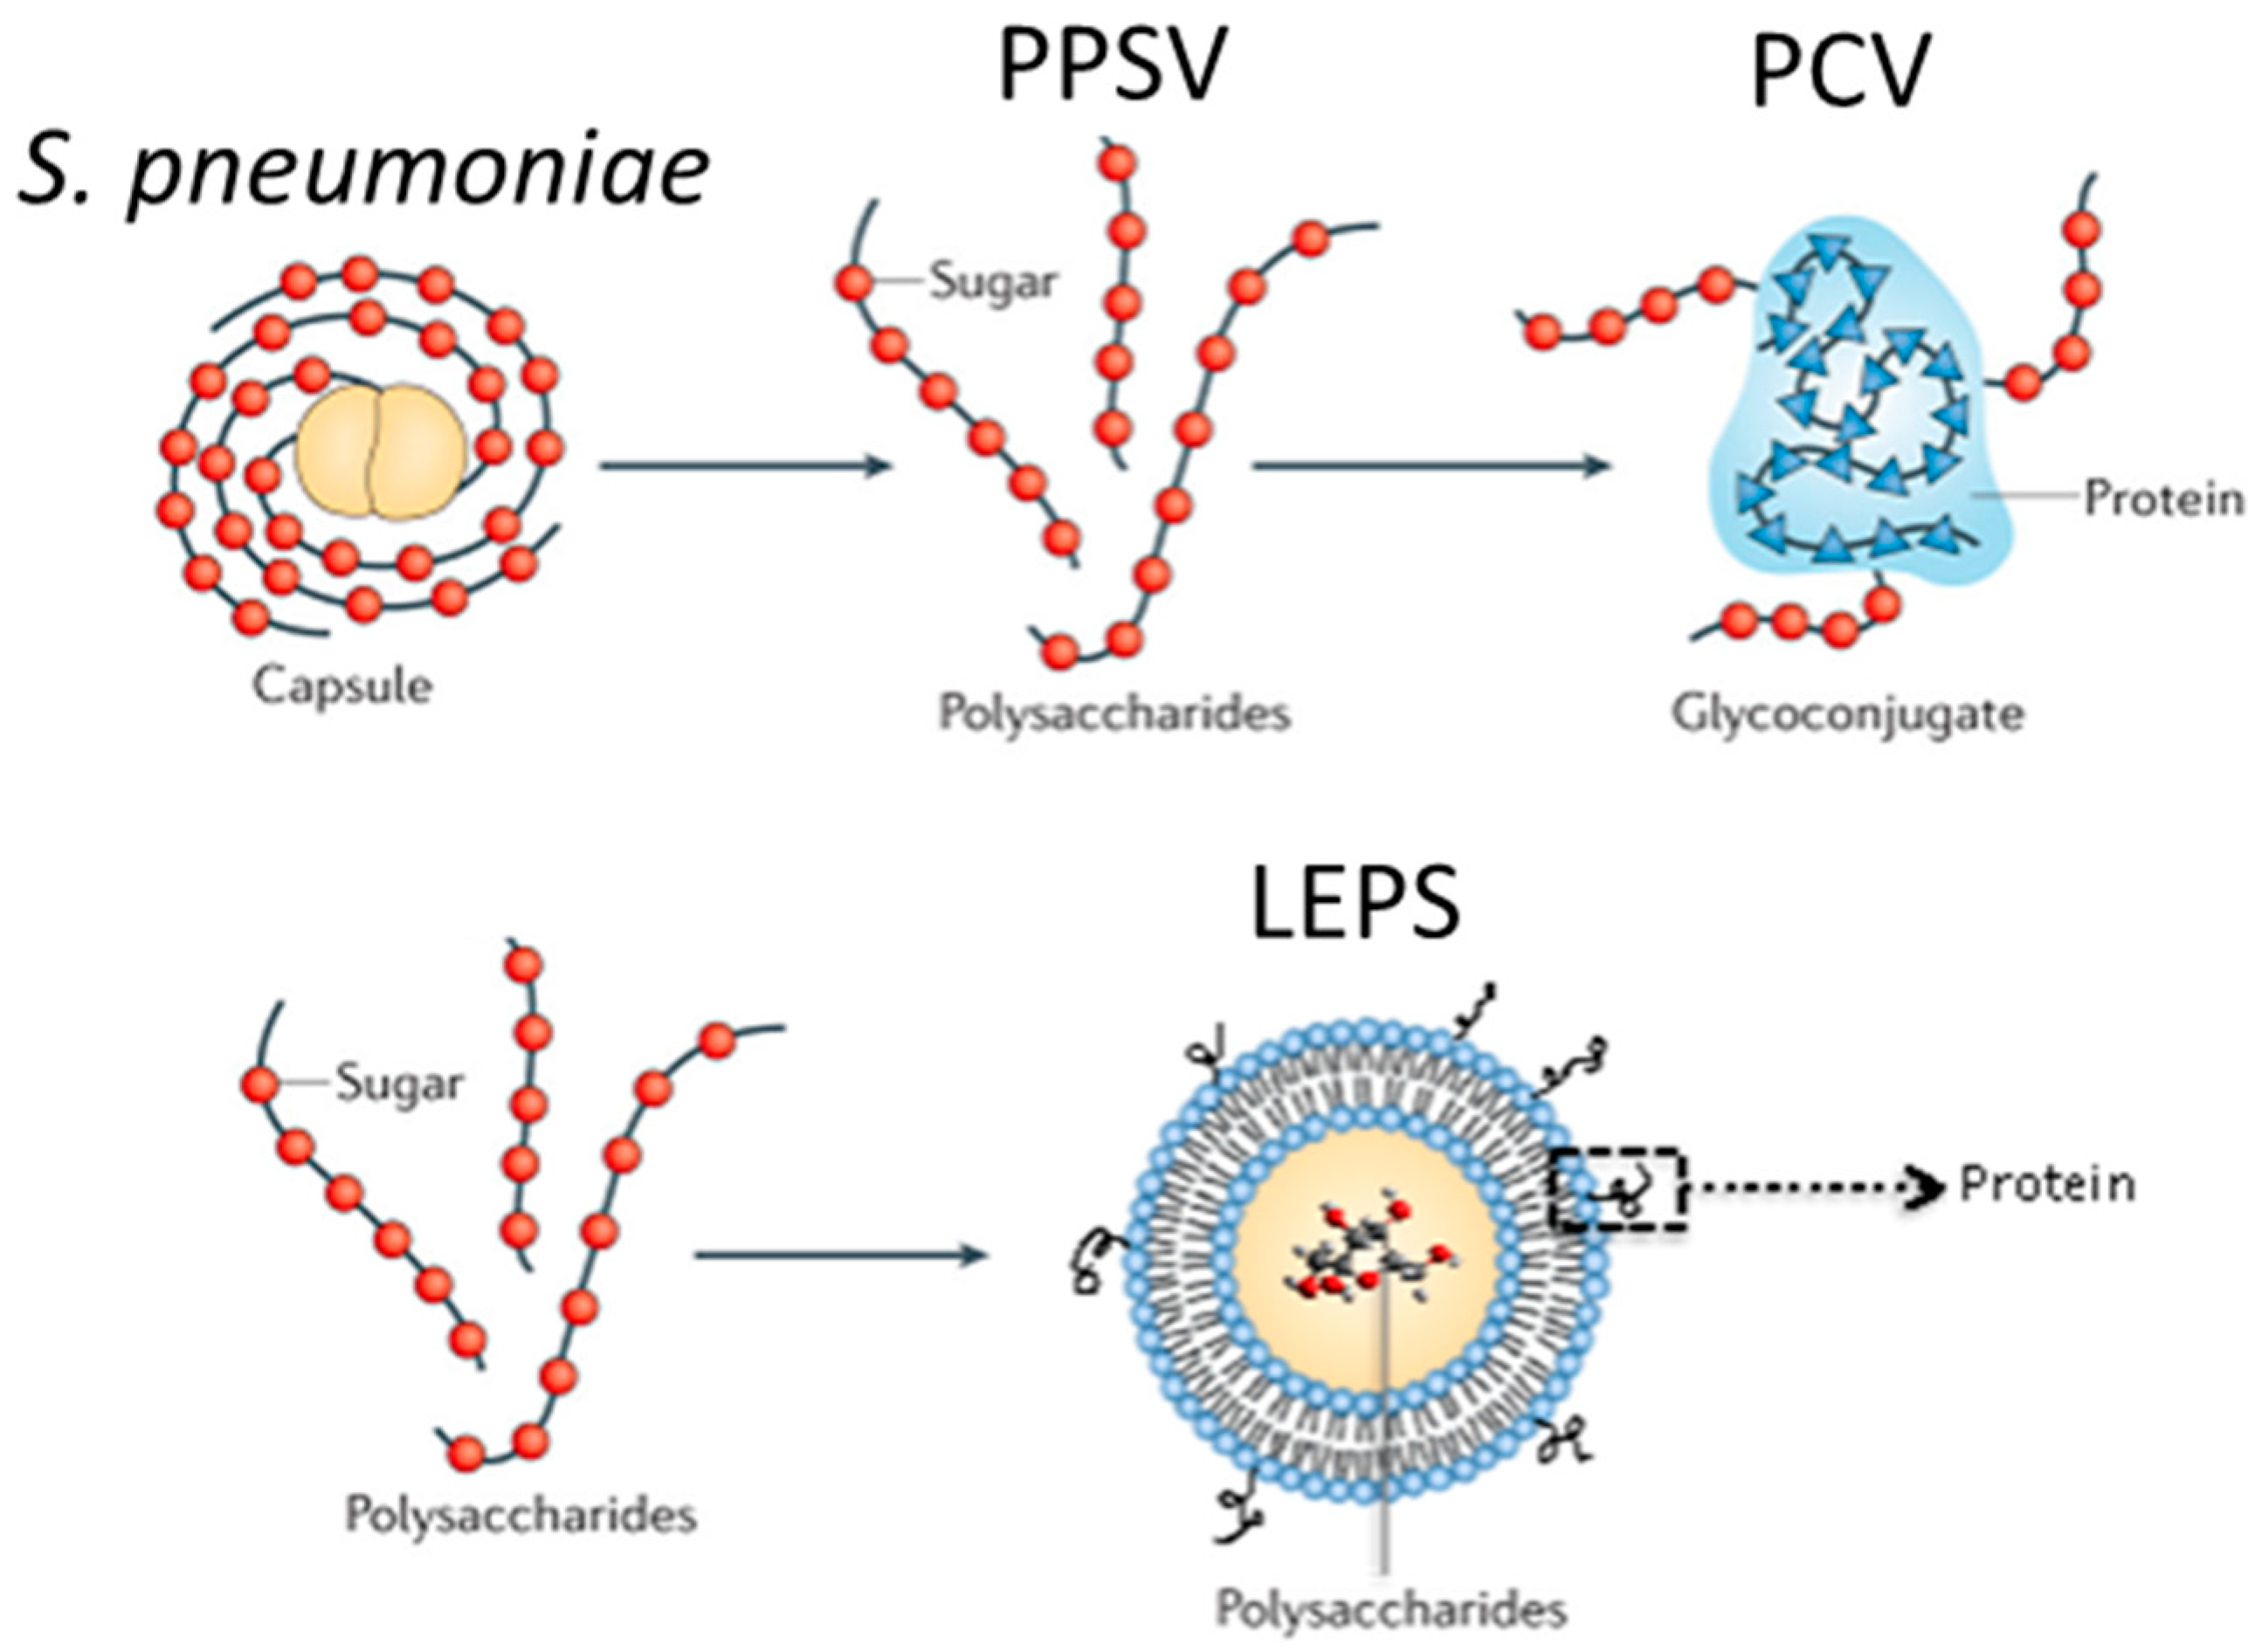 PPSV
PCV
S. pneumoniae
Sugar
Protein
Capsule
Polysaccharides
Glycoconjugate
LEPS
Sugar
Protein
Polysaccharides
Polysaccharides